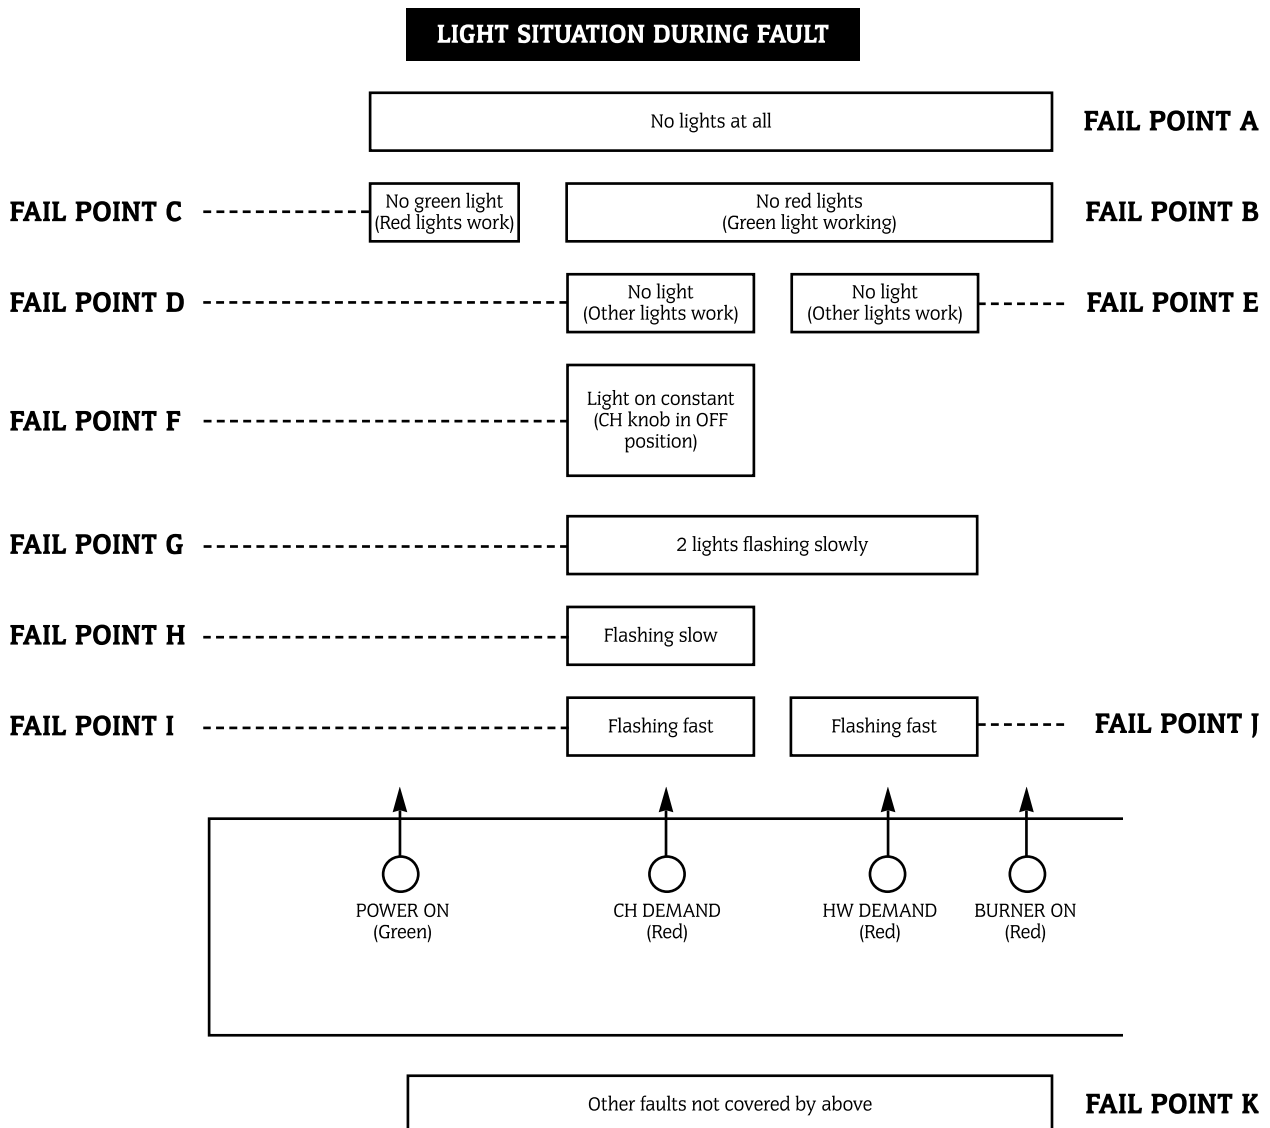 LIGHT SITUATION DURING FAULT
No lights at all
FAIL POINT A
FAIL POINT C
No green light
(Red lights work)
No red lights
(Green light working)
FAIL POINT B
FAIL POINT D
No light
(Other lights work)
No light
(Other lights work)
FAIL POINT E
FAIL POINT F
Light on constant
(CH knob in OFF
position)
FAIL POINT G
2 lights flashing slowly
FAIL POINT H
Flashing slow
FAIL POINT I
Flashing fast
Flashing fast
FAIL POINT J
POWER ON
(Green)
CH DEMAND
(Red)
HW DEMAND
(Red)
BURNER ON
(Red)
Other faults not covered by above
FAIL POINT K